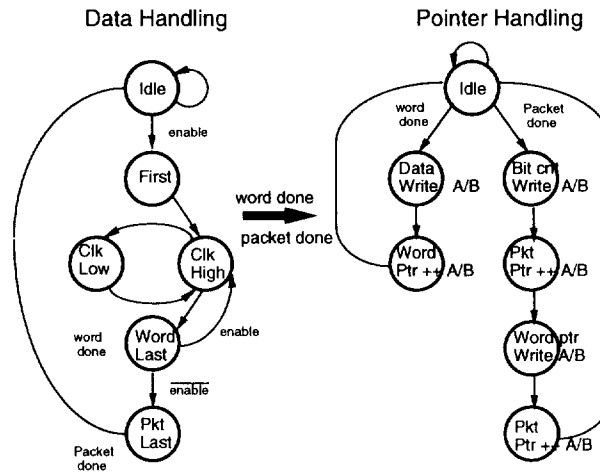 Data Handling
Pointer Handling
Idle
enable
First
Clk
Low
Clk
High
word
done
Word
Last
enable
enable
Pkt
Last
Packet
done
word done
packet done
Idle
word
done
Packet
done
Data
Write A/B
Word
Ptr ++ A/B
Bit cnt
Write A/B
Pkt
Ptr ++ A/B
Word ptr
Write A/B
Pkt
Ptr ++ A/B